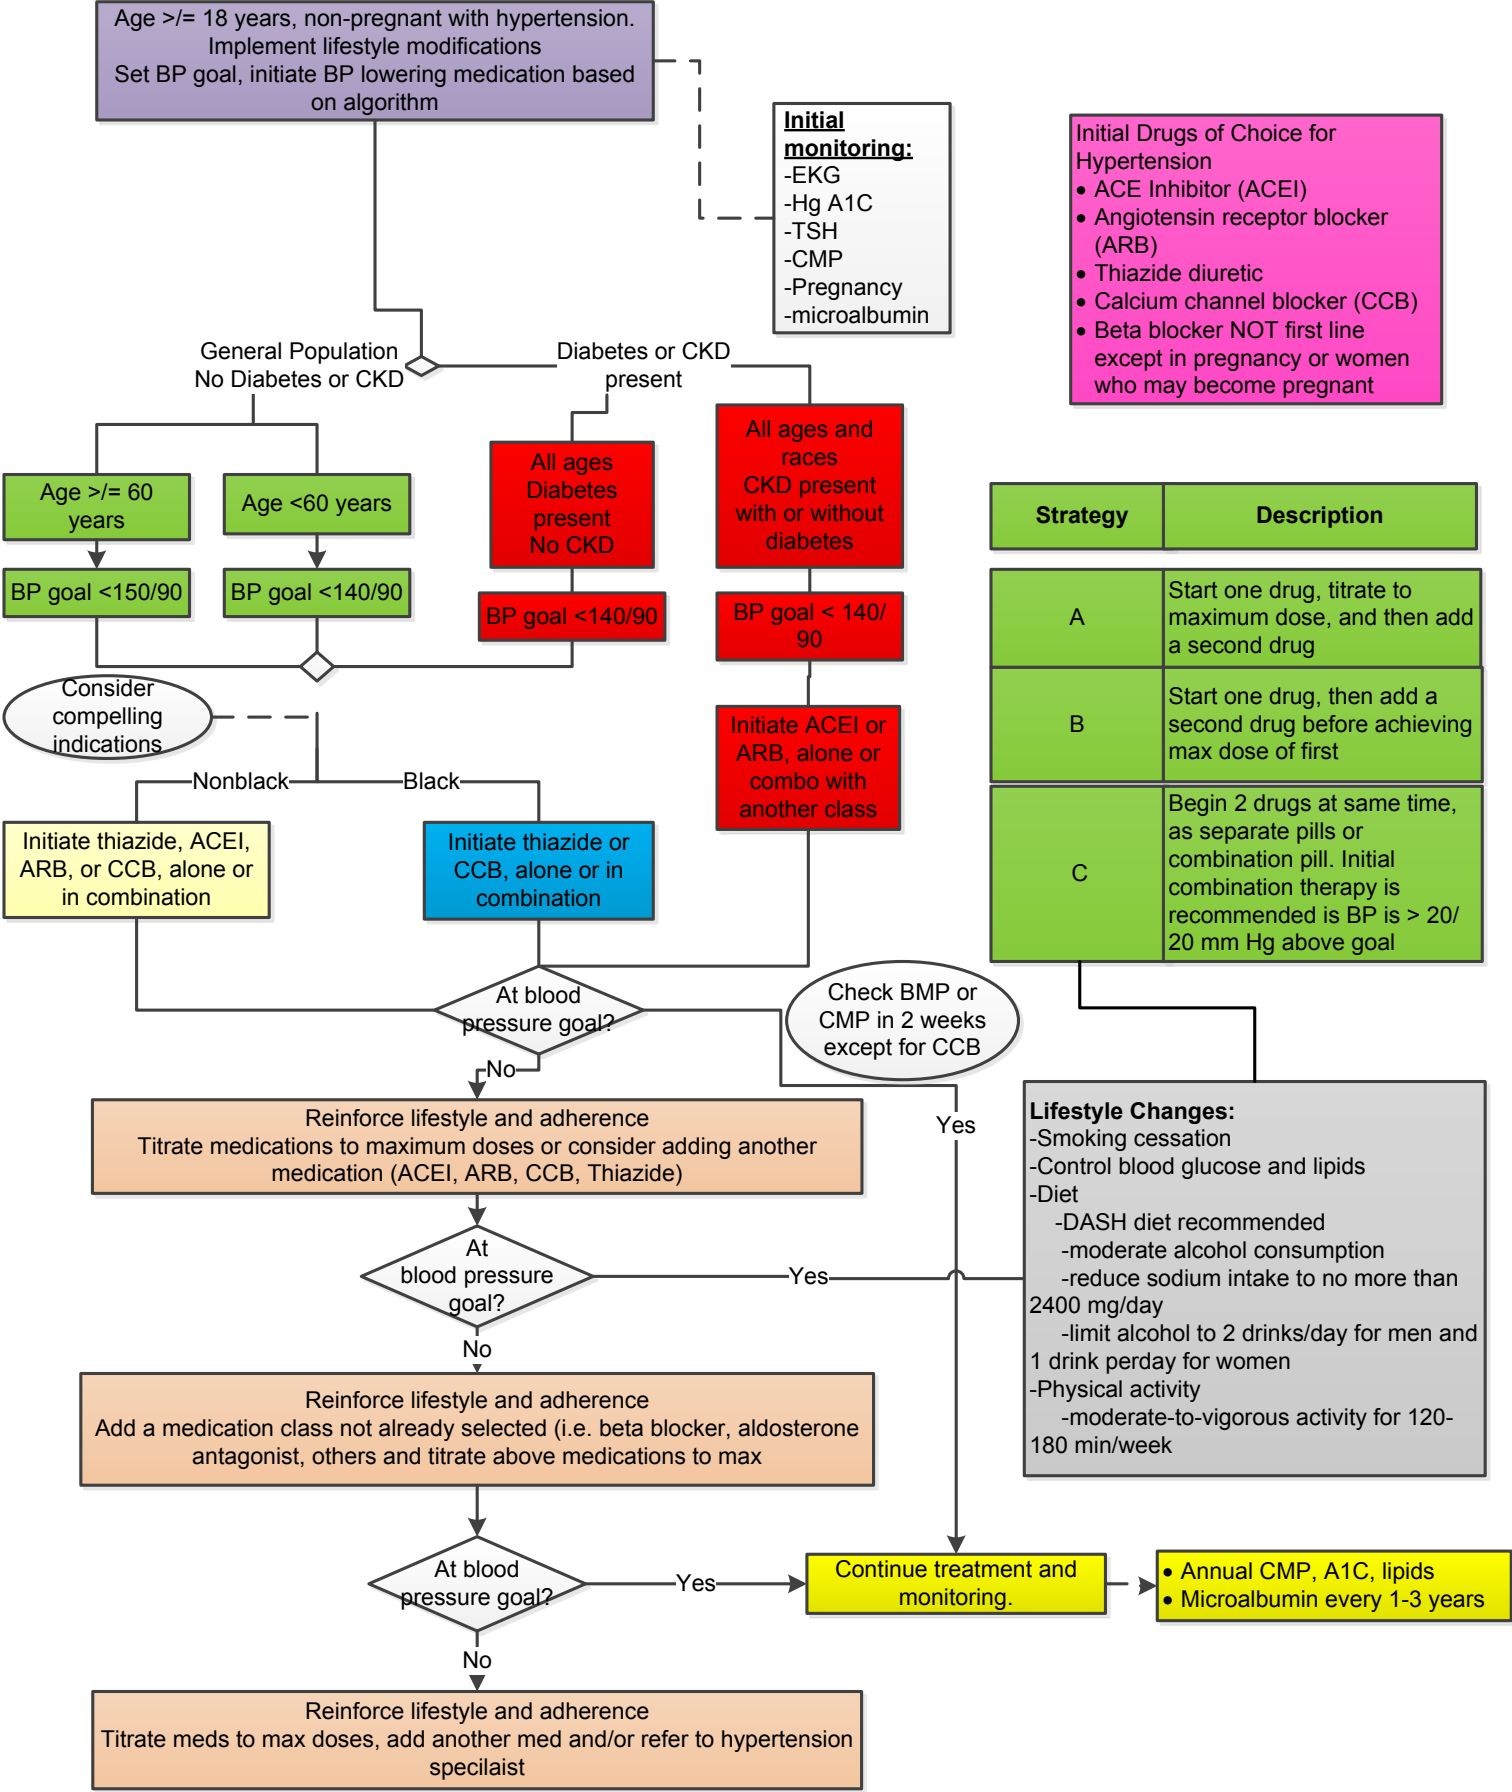 Age >/= 18 years, non-pregnant with hypertension.
Implement lifestyle modifications
Set BP goal, initiate BP lowering medication based
on algorithm
Initial
monitoring:
-EKG
-Hg A1C
-TSH
-CMP
-Pregnancy
-microalbumin
Initial Drugs of Choice for
Hypertension
• ACE Inhibitor (ACEI)
• Angiotensin receptor blocker
(ARB)
• Thiazide diuretic
• Calcium channel blocker (CCB)
• Beta blocker NOT first line
except in pregnancy or women
who may become pregnant
General Population
No Diabetes or CKD
Diabetes or CKD
present
Age >/= 60
years
Age <60 years
All ages
Diabetes
present
No CKD
All ages and
races
CKD present
with or without
diabetes
BP goal <150/90
BP goal <140/90
BP goal <140/90
BP goal < 140/
90
Strategy
Description
A
Start one drug, titrate to
maximum dose, and then add
a second drug
B
Start one drug, then add a
second drug before achieving
max dose of first
C
Begin 2 drugs at same time,
as separate pills or
combination pill. Initial
combination therapy is
recommended is BP is > 20/
20 mm Hg above goal
Consider
compelling
indications
Initiate ACEI or
ARB, alone or
combo with
another class
Nonblack
Black
Initiate thiazide, ACEI,
ARB, or CCB, alone or
in combination
Initiate thiazide or
CCB, alone or in
combination
At blood
pressure goal?
Check BMP or
CMP in 2 weeks
except for CCB
No
Yes
Reinforce lifestyle and adherence
Titrate medications to maximum doses or consider adding another
medication (ACEI, ARB, CCB, Thiazide)
Lifestyle Changes:
-Smoking cessation
-Control blood glucose and lipids
-Diet
-DASH diet recommended
-moderate alcohol consumption
-reduce sodium intake to no more than
2400 mg/day
-limit alcohol to 2 drinks/day for men and
1 drink perday for women
-Physical activity
-moderate-to-vigorous activity for 120-
180 min/week
At
blood pressure
goal?
Yes
No
Reinforce lifestyle and adherence
Add a medication class not already selected (i.e. beta blocker, aldosterone
antagonist, others and titrate above medications to max
At blood
pressure goal?
Yes
Continue treatment and
monitoring.
• Annual CMP, A1C, lipids
• Microalbumin every 1-3 years
No
Reinforce lifestyle and adherence
Titrate meds to max doses, add another med and/or refer to hypertension
specilaist